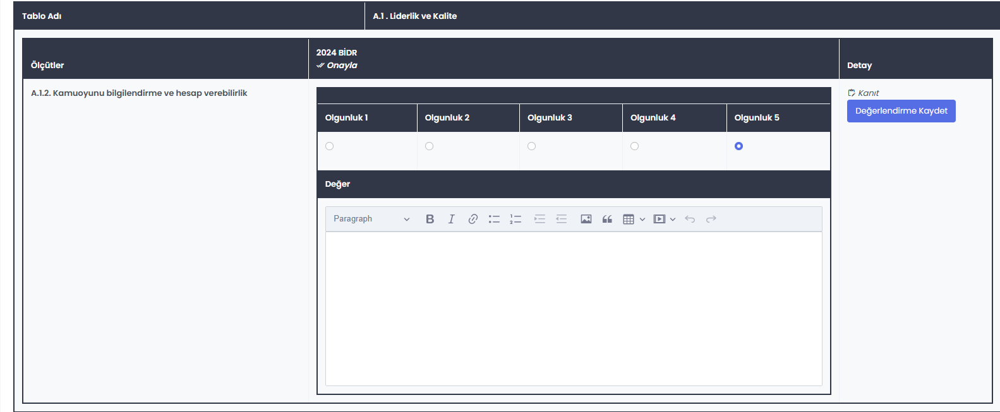 Tablo Adı
A.1 . Liderlik ve Kalite
Ölçütler
2024 BİDR
Onayla
Detay
A.1.2. Kamuoyunu bilgilendirme ve hesap verebilirlik
Kanıt
Değerlendirme Kaydet
Olgunluk 1
Olgunluk 2
Olgunluk 3
Olgunluk 4
Olgunluk 5
Değer
Paragraph